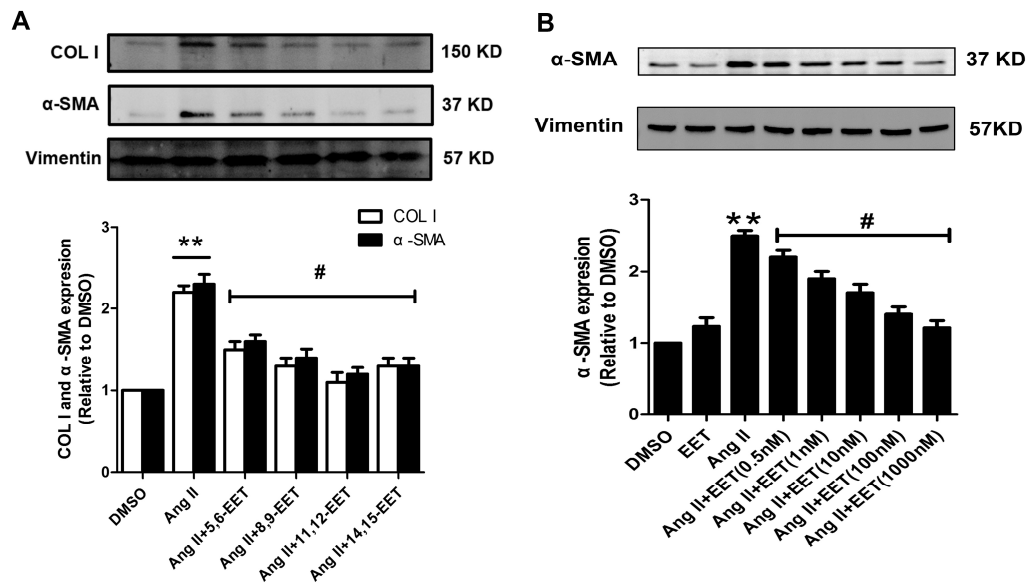 A
COL I
150 KD
α-SMA
37 KD
Vimentin
57 KD
COL I
α -SMA
COL I and α -SMA expresion
(Relative to DMSO)
3
2
1
0
**
#
DMSO
Ang II
Ang II+5,6-EET
Ang II+8,9-EET
Ang II+11,12-EET
Ang II+14,15-EET
B
α-SMA
37 KD
Vimentin
57KD
α -SMA expresion
(Relative to DMSO)
3
2
1
0
**
#
DMSO
EET
Ang II
Ang II+EET(0.5nM)
Ang II+EET(1nM)
Ang II+EET(10nM)
Ang II+EET(100nM)
Ang II+EET(1000nM)